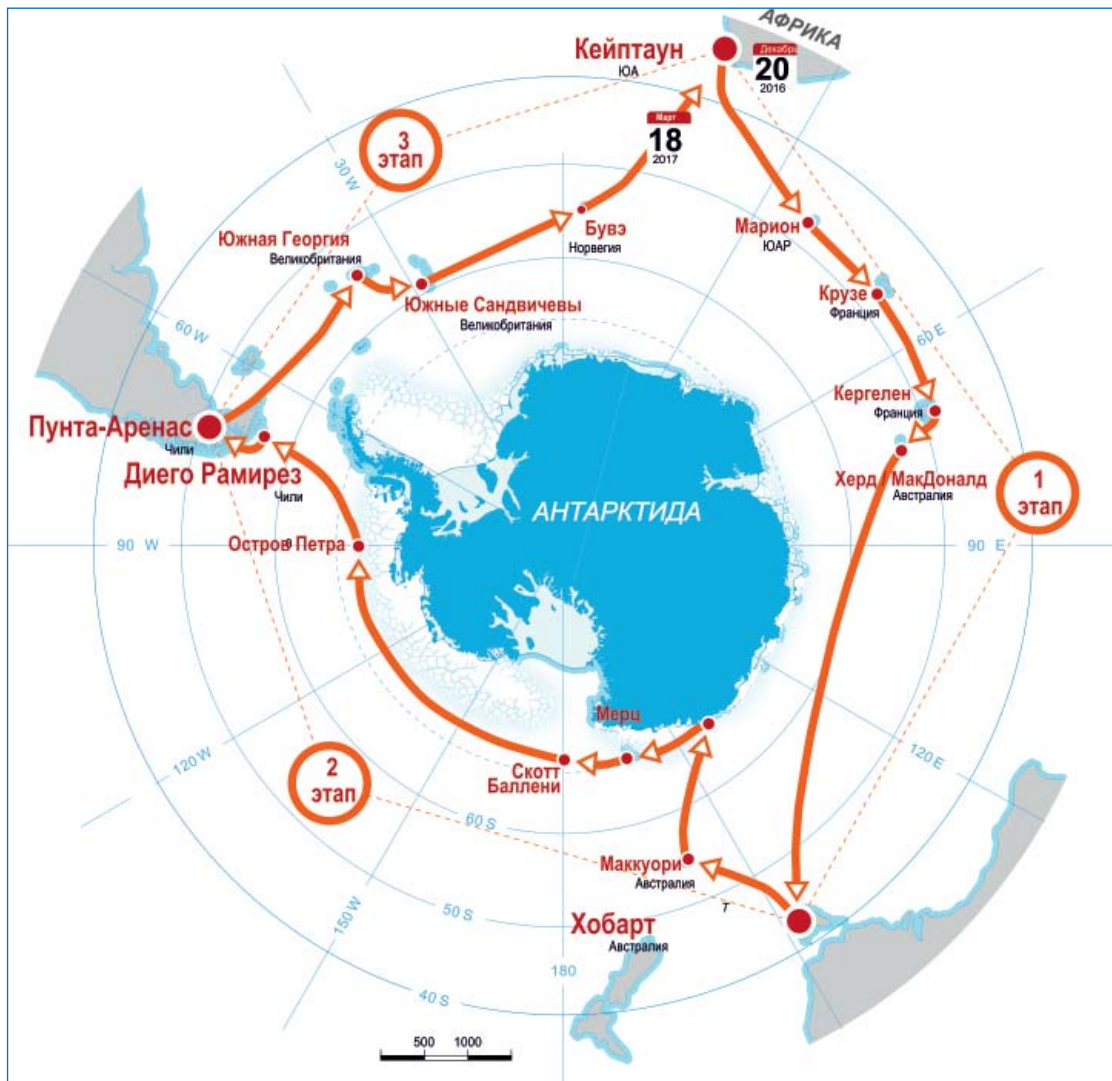 АФРИКА
Кейптаун
ЮА
Декабрь
20
2016
Март
18
2017
3
этап
30 W
Бувэ
Норвегия
Марион
ЮАР
Южная Георгия
Великобритания
Крузе
Франция
Южные Сандвичевы
Великобритания
60 W
60 E
Кергелен
Франция
Пунта-Аренас
Чили
Диего Рамирез
Чили
Херд / МакДоналд
Австралия
1
этап
АНТАРКТИДА
90 W
Остров Петра
90 E
Мерц
Скотт
Баллени
120 W
120 E
2
этап
60 S
Маккуори
Австралия
T
50 S
150 W
Хобарт
Австралия
180
40 S
500 1000